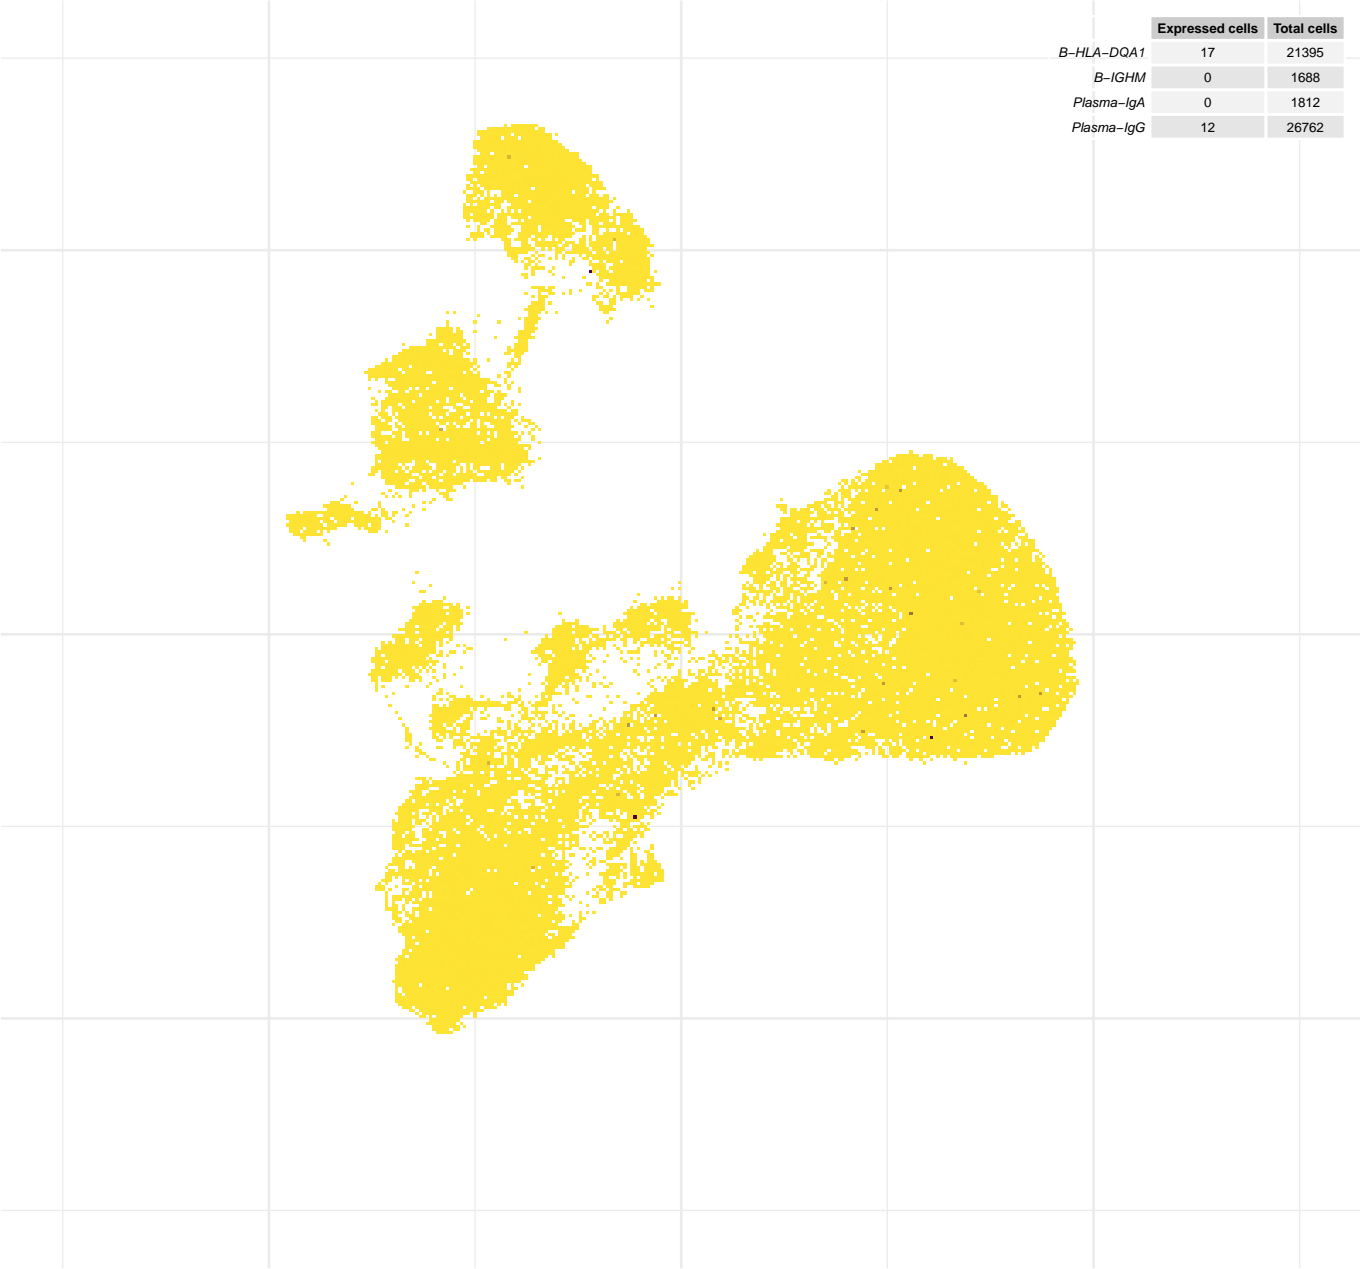 Expressed cells Total cells
B−HLA−DQA1 17 21395
B−IGHM 0 1688
Plasma−IgA 0 1812
Plasma−IgG 12 26762